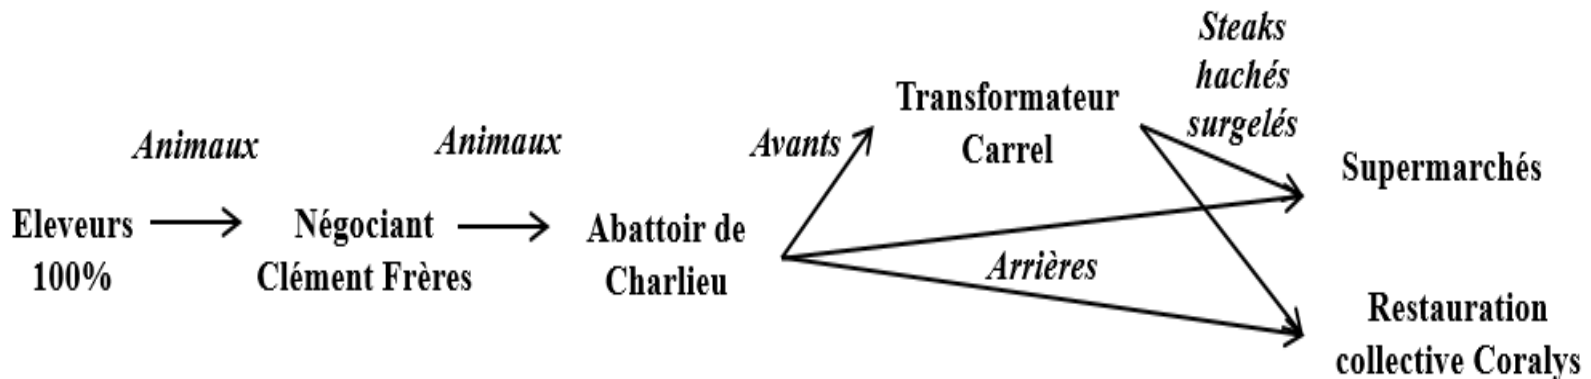 Eleveurs
100%
Animaux
Négociant
Clément Frères
Animaux
Abattoir de
Charlieu
Avants
Transformateur
Carrel
Arrières
Steaks
hachés
surgelés
Supermarchés
Restauration
collective Coralys